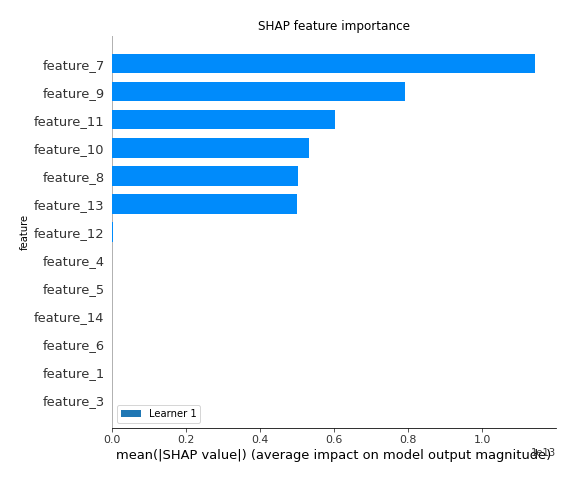 SHAP feature importance
feature_7
feature_9
feature_11
feature_10
feature_8
feature_13
feature_12
feature_4
feature_5
feature_14
feature_6
feature_1
feature_3
feature
Learner 1
0.0 0.2 0.4 0.6 0.8 1.0
1e13
mean(|SHAP value|) (average impact on model output magnitude)